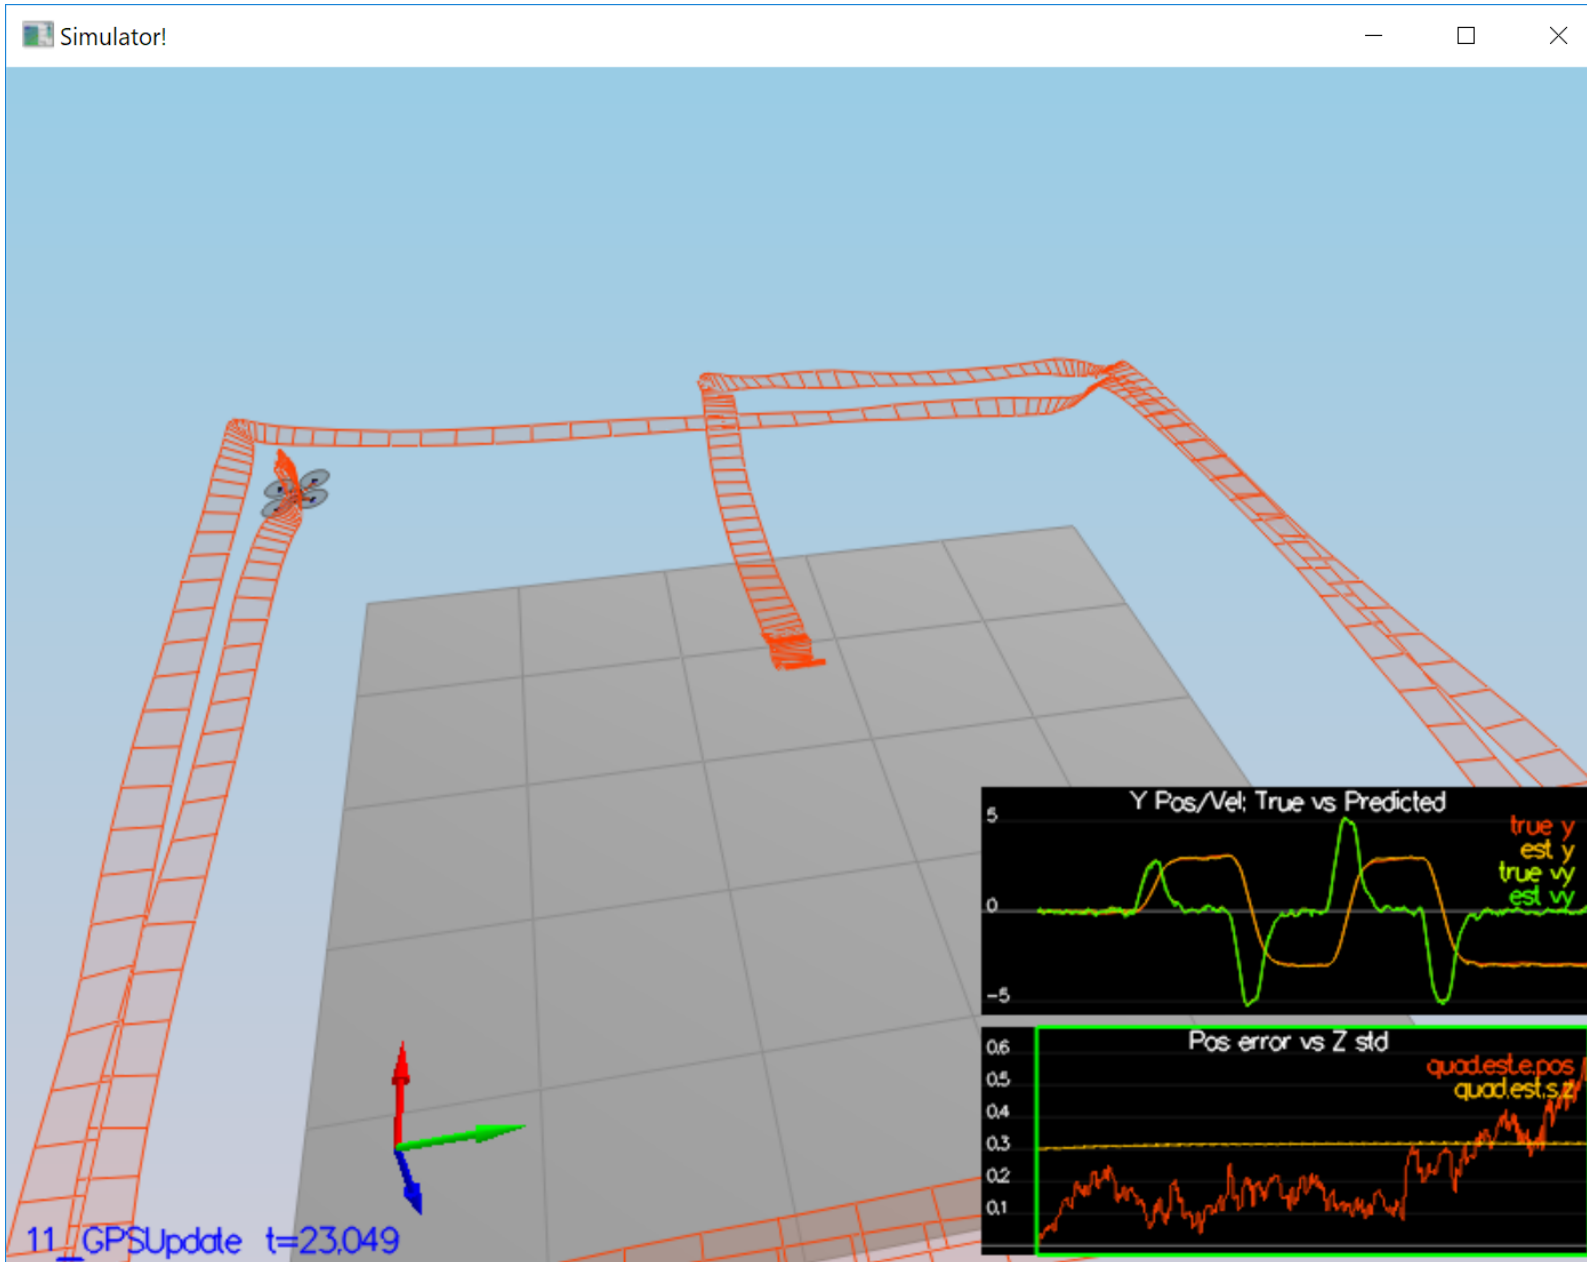 Simulator!
Y Pos/Vel: True vs Predicted
5
true y
est y
true vy
est vy
0
-5
Pos error vs Z std
0.6
quad.est.e.pos
0.5
quad.est.s.z
0.4
0.3
0.2
0.1
11_GPSUpdate t=23,049